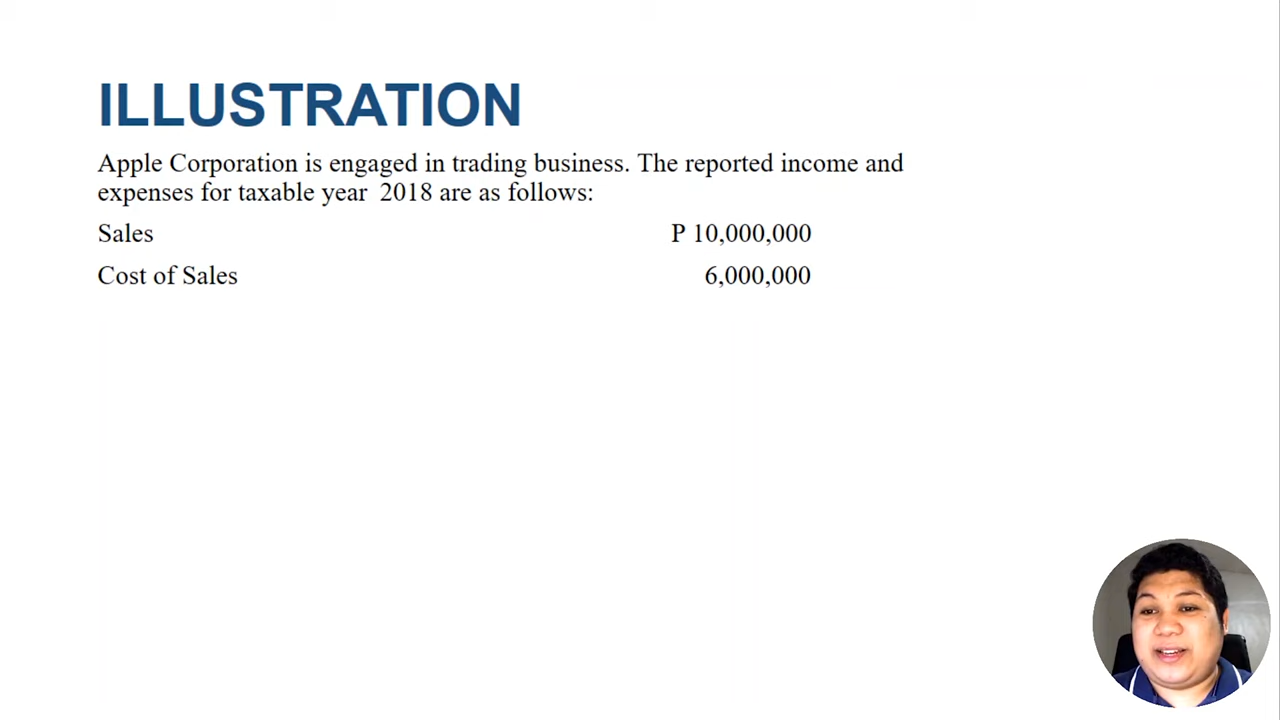 ILLUSTRATION
Apple Corporation is engaged in trading business. The reported income and
expenses for taxable year 2018 are as follows:
Sales P 10,000,000
Cost of Sales 6,000,000